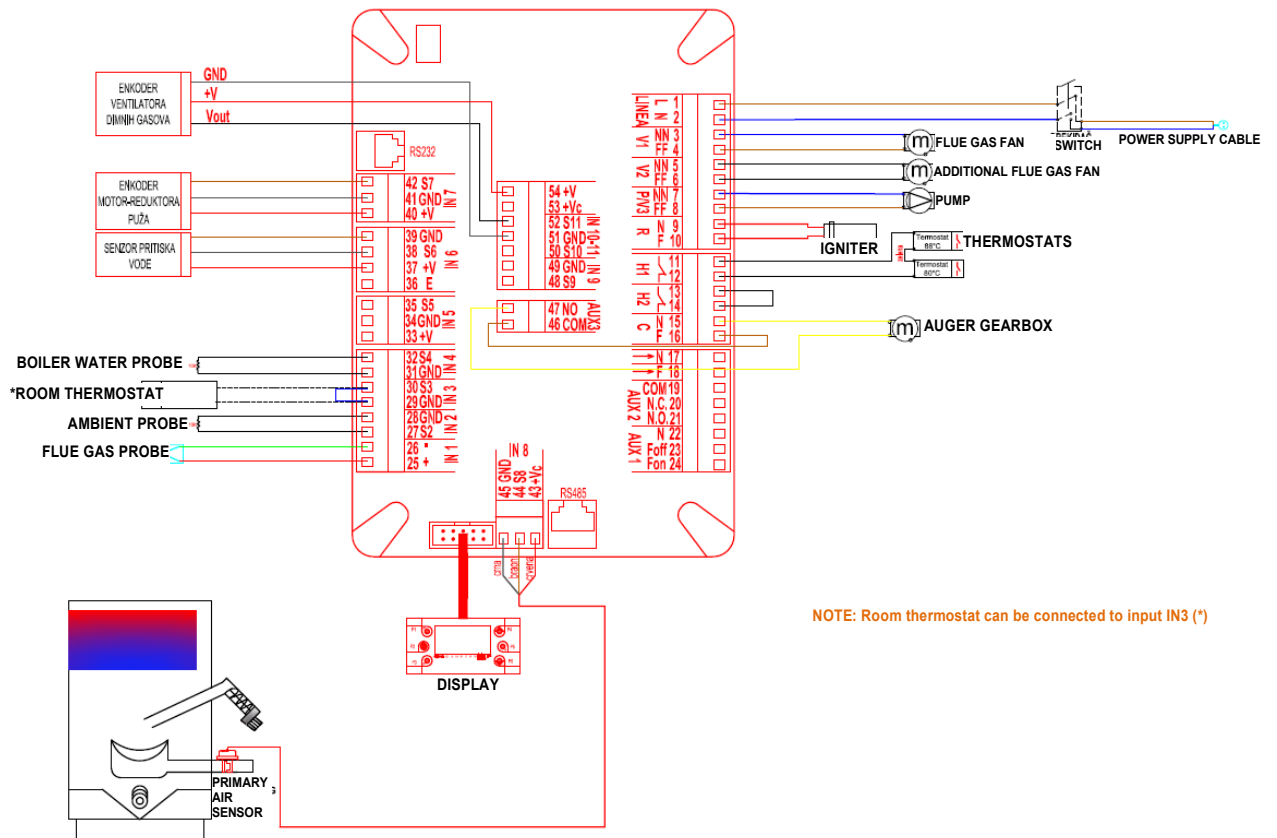 GND
+V
Vout
ENKODER
VENTILATORA
DIMNIH GASOVA
ENKODER
MOTOR-REDUKTORA
PUŽA
SENZOR PRITISKA
VODE
BOILER WATER PROBE
*ROOM THERMOSTAT
AMBIENT PROBE
FLUE GAS PROBE
RS232
42 S7
41 GND
40 +V
IN 7
39 GND
38 S6
37 +V
36 E
IN 6
35 S5
34 GND
33 +V
IN 5
32 S4
31 GND
IN 4
30 S3
29 GND
IN 3
28 GND
27 S2
IN 2
26 -
25 +
IN 1
54 +V
53 +Vc
52 S11
51 GND
50 S10
49 GND
48 S9
IN 10-11
IN 9
47 NO
46 COM
AUX3
LINEA
L 1
N 2
V1
NN 3
FF 4
V2
NN 5
FF 6
P/V3
NN 7
FF 8
R
N 9
F 10
H1
11
12
H2
13
14
C
N 15
F 16
N 17
F 18
COM 19
N.C. 20
N.O. 21
AUX 2
N 22
Foff 23
Fon 24
AUX 1
SWITCH
POWER SUPPLY CABLE
m
FLUE GAS FAN
m
ADDITIONAL FLUE GAS FAN
PUMP
IGNITER
Termostat
88°C
THERMOSTATS
Termostat
80°C
m
AUGER GEARBOX
IN 8
45 GND
44 S8
43 +Vc
RS485
crna
braon
crvena
DISPLAY
NOTE: Room thermostat can be connected to input IN3 (*)
PRIMARY
AIR
SENSOR